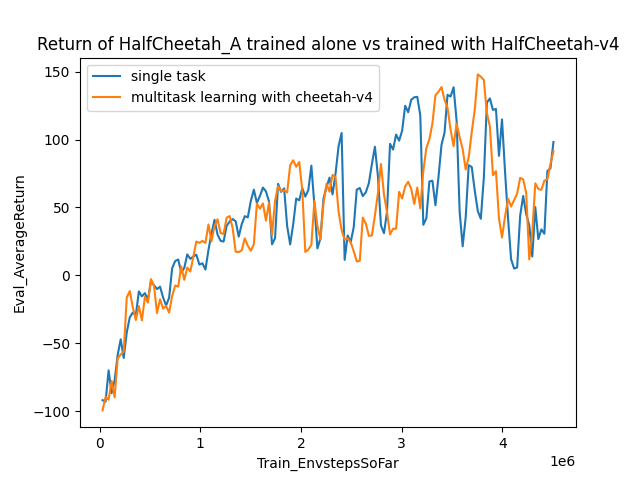 Return of HalfCheetah_A trained alone vs trained with HalfCheetah-v4
single task
multitask learning with cheetah-v4
150
100
50
0
−50
−100
Eval_AverageReturn
0 1 2 3 4
1e6
Train_EnvstepsSoFar